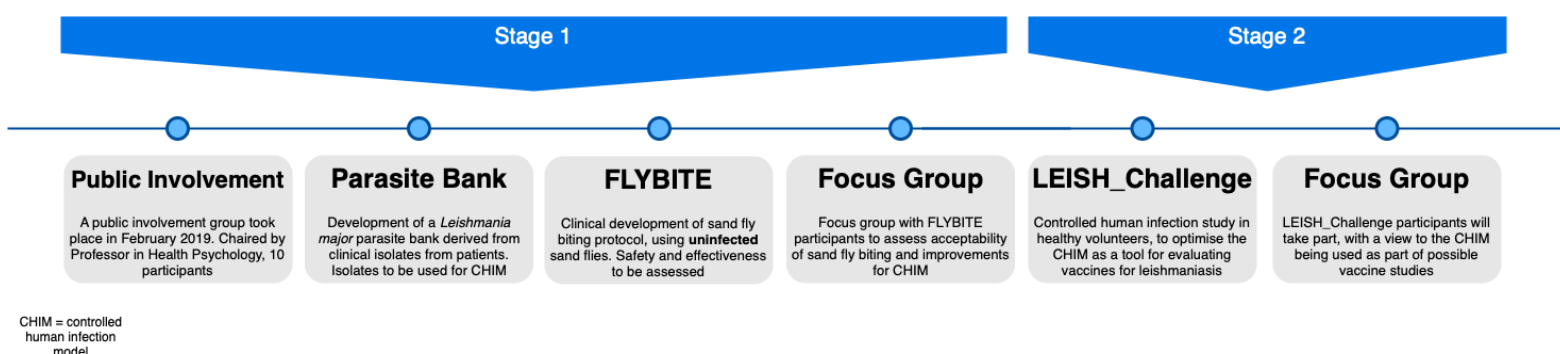 Stage 1
Stage 2
Public Involvement
A public involvement group took
place in February 2019. Chaired by
Professor in Health Psychology, 10
participants
Parasite Bank
Development of a Leishmania
major parasite bank derived from
clinical isolates from patients.
Isolates to be used for CHIM
FLYBITE
Clinical development of sand fly
biting protocol, using uninfected
sand flies. Safety and effectiveness
to be assessed
Focus Group
Focus group with FLYBITE
participants to assess acceptability
of sand fly biting and improvements
for CHIM
LEISH_Challenge
Controlled human infection study in
healthy volunteers, to optimise the
CHIM as a tool for evaluating
vaccines for leishmaniasis
Focus Group
LEISH_Challenge participants will
take part, with a view to the CHIM
being used as part of possible
vaccine studies
CHIM = controlled
human infection
model